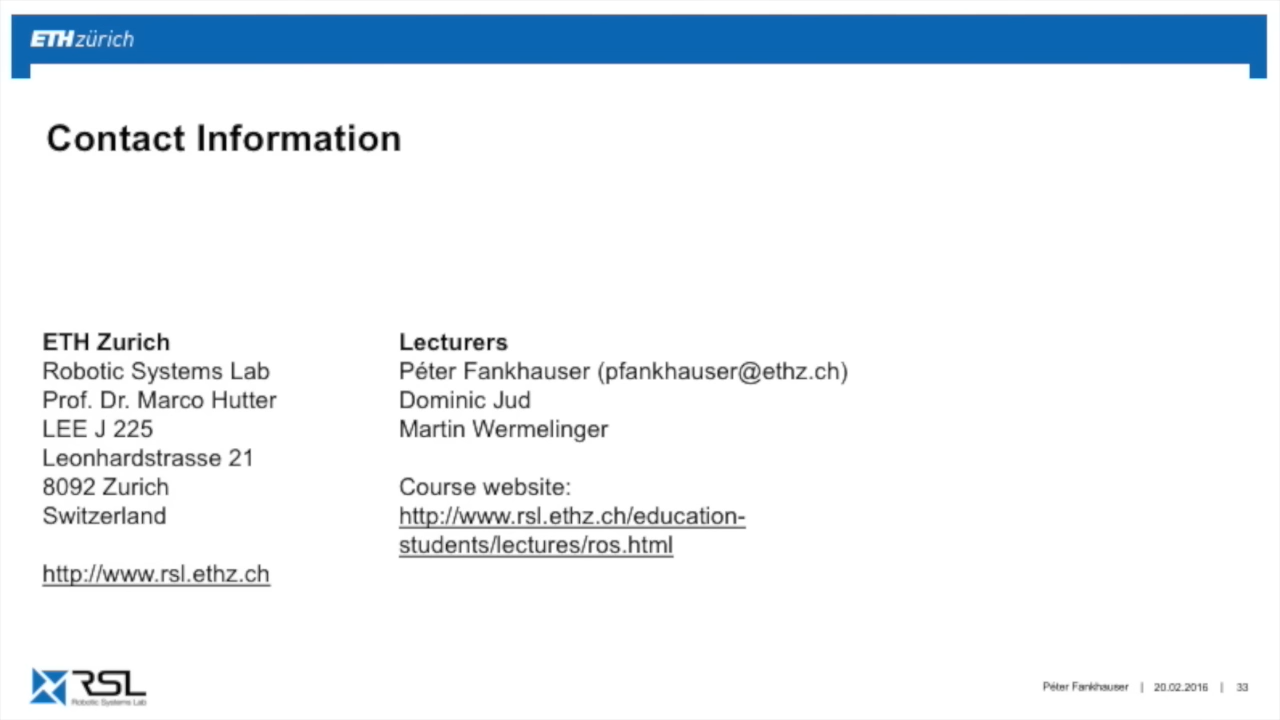 ETH zürich
Contact Information
ETH Zurich
Robotic Systems Lab
Prof. Dr. Marco Hutter
LEE J 225
Leonhardstrasse 21
8092 Zurich
Switzerland
http://www.rsl.ethz.ch
Lecturers
Péter Fankhauser (pfankhauser@ethz.ch)
Dominic Jud
Martin Wermelinger
Course website:
http://www.rsl.ethz.ch/education-
students/lectures/ros.html
RSL
Robotic Systems Lab
Péter Fankhauser | 20.02.2016 | 33